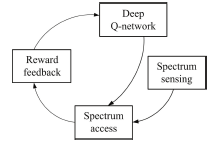 Deep
Q-network
Reward
feedback
Spectrum
sensing
Spectrum
access